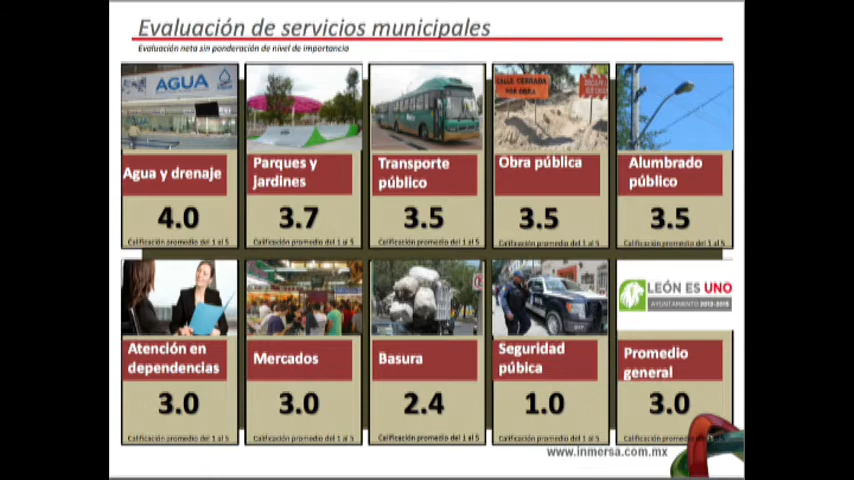 Evaluación de servicios municipales
Evaluación neta sin ponderación de nivel de importancia
AGUA
CALLE CERRADA
POR OBRA
Agua y drenaje
Parques y
jardines
Transporte
público
Obra pública
Alumbrado
público
4.0
3.7
3.5
3.5
3.5
Calificación promedio del 1 al 5
Calificación promedio del 1 al 5
Calificación promedio del 1 al 5
Calificación promedio del 1 al 5
Calificación promedio del 1 al 5
LEÓN ES UNO
AYUNTAMIENTO 2012-2015
Atención en
dependencias
Mercados
Basura
Seguridad
púbica
Promedio
general
3.0
3.0
2.4
1.0
3.0
Calificación promedio del 1 al 5
Calificación promedio del 1 al 5
Calificación promedio del 1 al 5
Calificación promedio del 1 al 5
Calificación promedio del 1 al 5
www.inmersa.com.mx